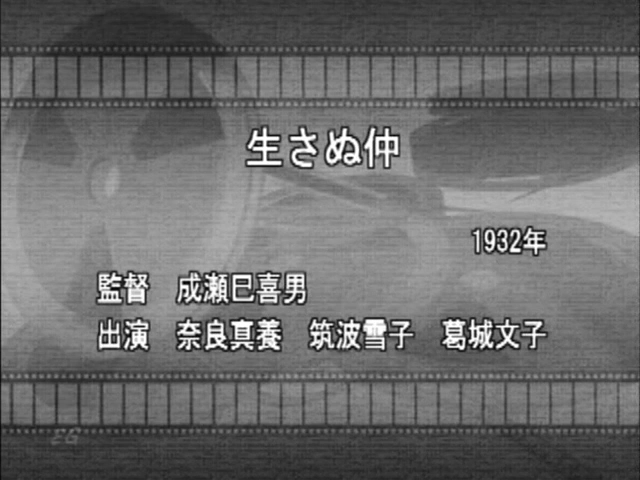 生さぬ仲
1932年
監督　成瀬巳喜男
出演　奈良真養　筑波雪子　葛城文子
EG